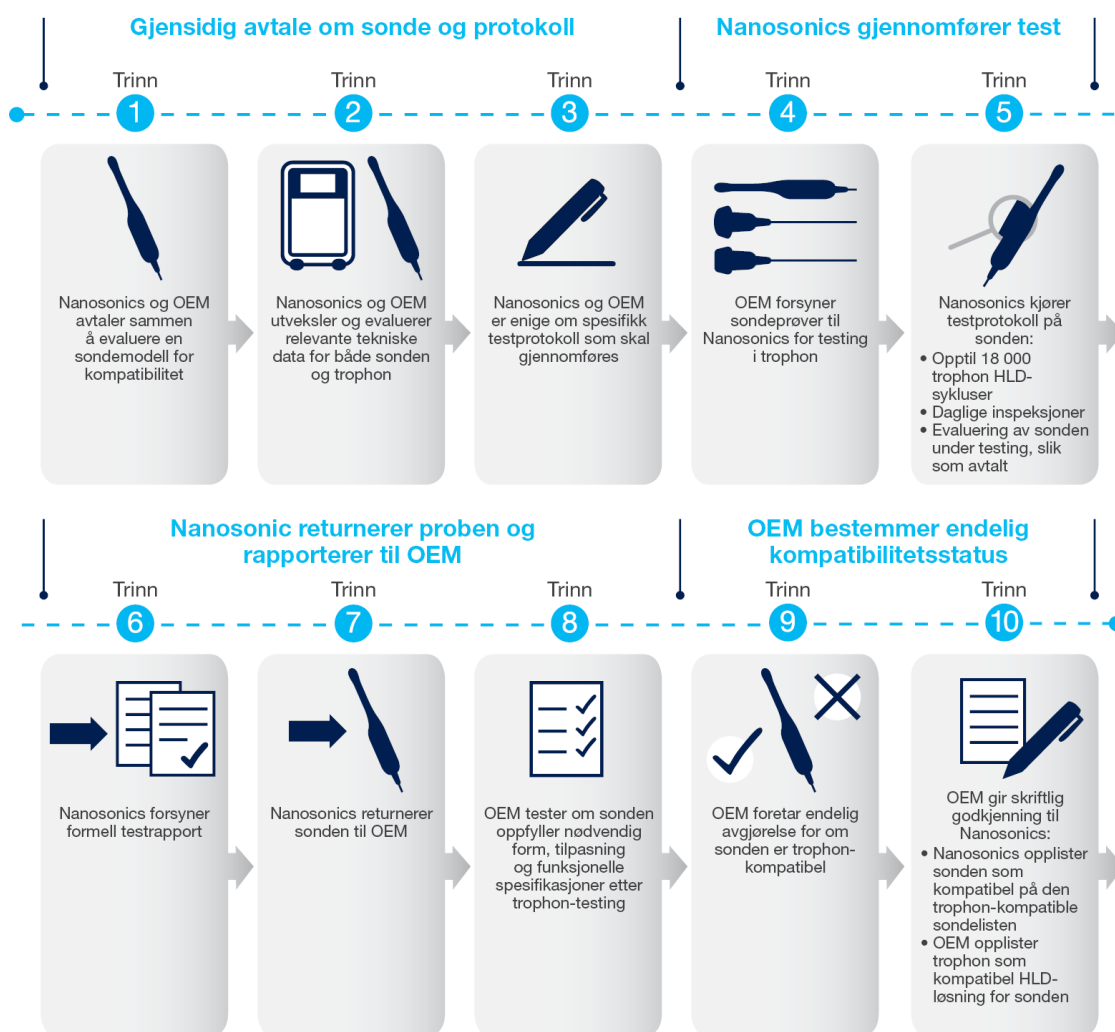 Gjensidig avtale om sonde og protokoll
Nanosonics gjennomfører test
Trinn
1
Trinn
2
Trinn
3
Trinn
4
Trinn
5
Nanosonics og OEM
avtaler sammen
å evaluere en
sondemodell for
kompatibilitet
Nanosonics og OEM
utveksler og evaluerer
relevante tekniske
data for både sonden
og trophon
Nanosonics og OEM
er enige om spesifikk
testprotokoll som skal
gjennomføres
OEM forsyner
sondeprøver til
Nanosonics for testing
i trophon
Nanosonics kjører
testprotokoll på
sonden:
• Opptil 18 000
trophon HLD-
sykluser
• Daglige inspeksjoner
• Evaluering av sonden
under testing, slik
som avtalt
Nanosonic returnerer proben og
rapporterer til OEM
OEM bestemmer endelig
kompatibilitetsstatus
Trinn
6
Trinn
7
Trinn
8
Trinn
9
Trinn
10
Nanosonics forsyner
formell testrapport
Nanosonics returnerer
sonden til OEM
OEM tester om sonden
oppfyller nødvendig
form, tilpasning
og funksjonelle
spesifikasjoner etter
trophon-testing
OEM foretar endelig
avgjørelse for om
sonden er trophon-
kompatibel
OEM gir skriftlig
godkjenning til
Nanosonics:
• Nanosonics opplister
sonden som
kompatibel på den
trophon-kompatible
sondelisten
• OEM opplister
trophon som
kompatibel HLD-
løsning for sonden